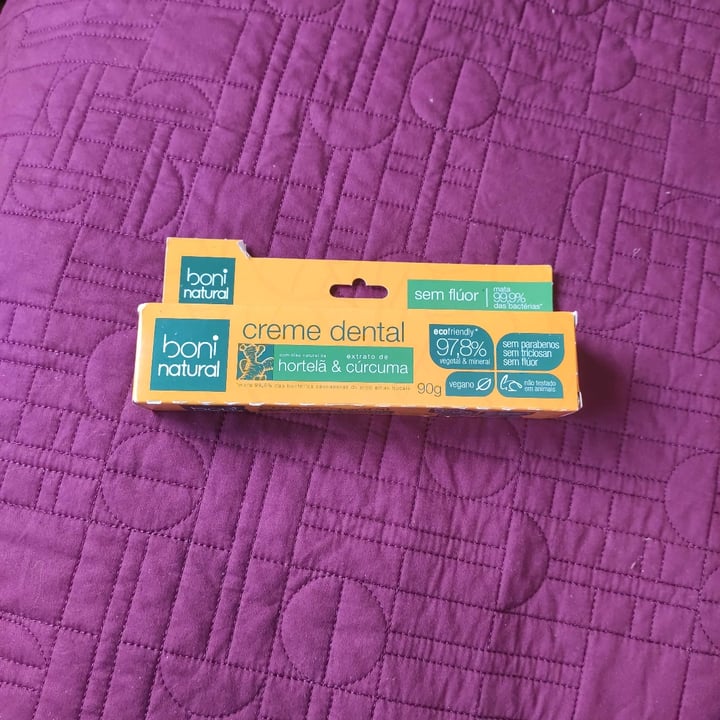 boni
natural
sem flúor
mata
99,9%
das bactérias*
boni
natural
creme dental
com óleo natural de
extrato de
hortelã & cúrcuma
90g
ecofriendly*
97,8%
vegetal & mineral
sem parabenos
sem triclosan
sem flúor
vegano
não testado
em animais